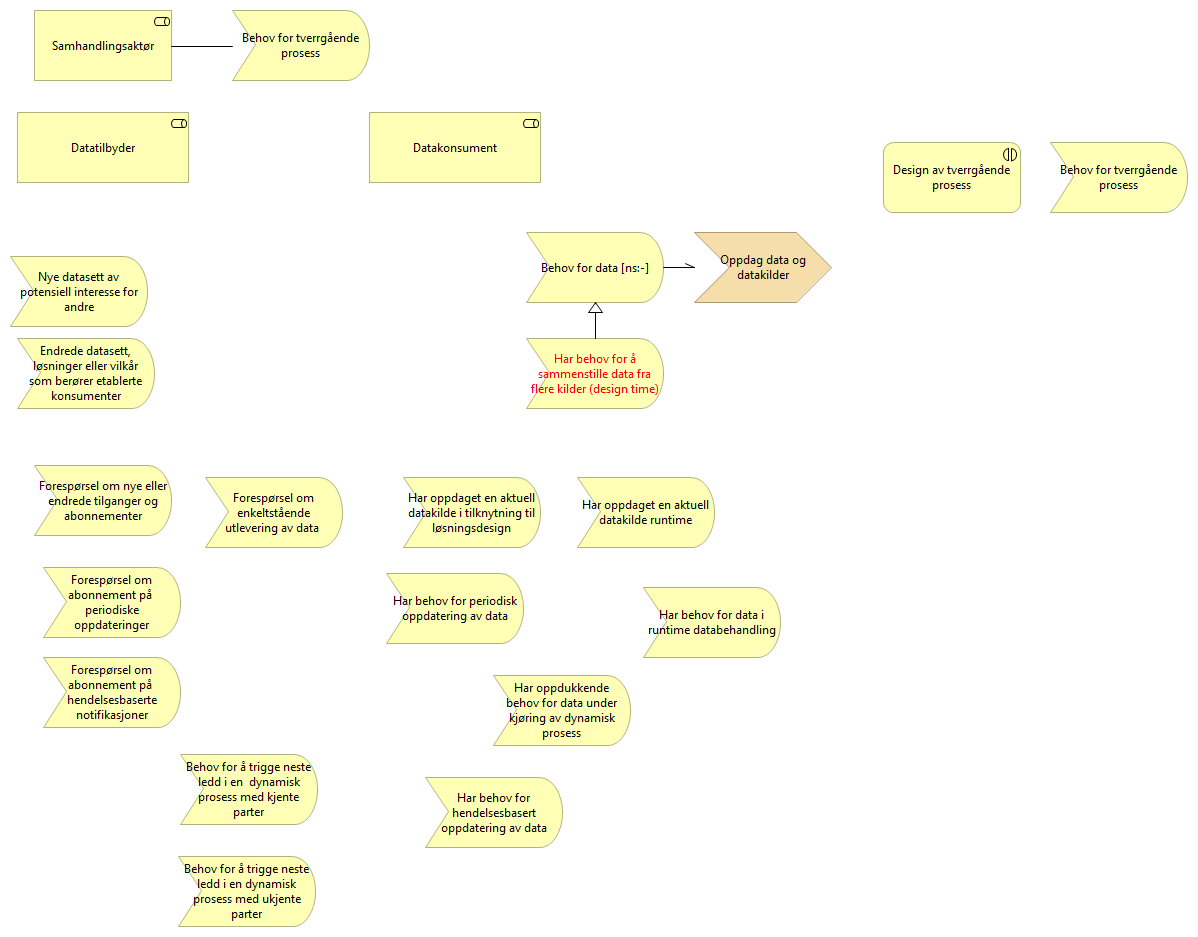 Samhandlingsaktør
Behov for tverrgående
prosess
Datatilbyder
Datakonsument
Design av tverrgående
prosess
Behov for tverrgående
prosess
Behov for data [ns:-]
Oppdag data og
datakilder
Nye datasett av
potensiell interesse for
andre
Endrede datasett,
løsninger eller vilkår
som berører etablerte
konsumenter
Har behov for å
sammenstille data fra
flere kilder (design time)
Forespørsel om nye eller
endrede tilganger og
abonnementer
Forespørsel om
enkeltstående
utlevering av data
Har oppdaget en aktuell
datakilde i tilknytning til
løsningsdesign
Har oppdaget en aktuell
datakilde runtime
Forespørsel om
abonnement på
periodiske
oppdateringer
Har behov for periodisk
oppdatering av data
Har behov for data i
runtime databehandling
Forespørsel om
abonnement på
hendelsesbaserte
notifikasjoner
Har oppdukkende
behov for data under
kjøring av dynamisk
prosess
Behov for å trigge neste
ledd i en  dynamisk
prosess med kjente
parter
Har behov for
hendelsesbasert
oppdatering av data
Behov for å trigge neste
ledd i en dynamisk
prosess med ukjente
parter